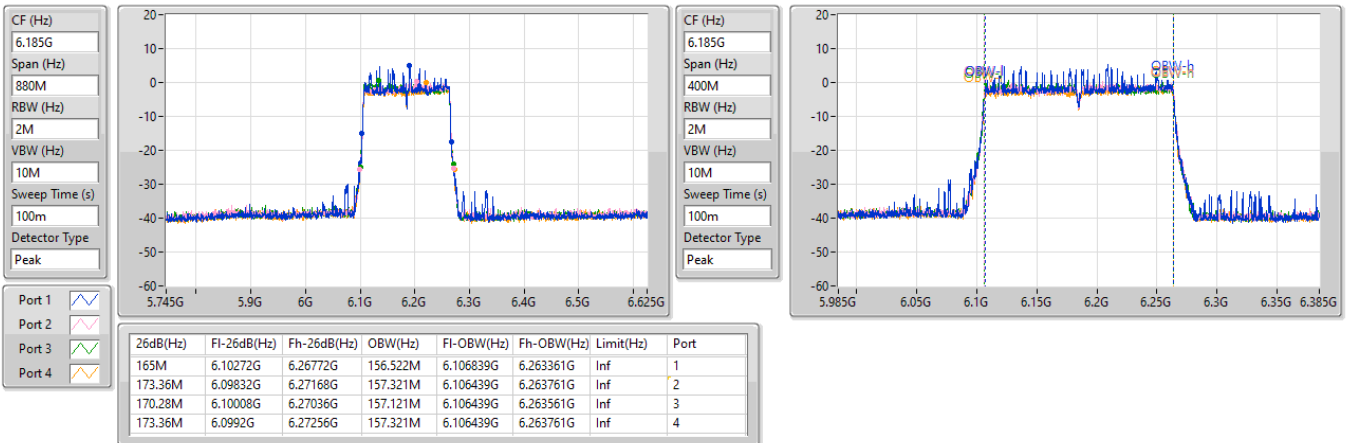 CF (Hz)
6.185G
Span (Hz)
880M
RBW (Hz)
2M
VBW (Hz)
10M
Sweep Time (s)
100m
Detector Type
Peak
20
10
0
-10
-20
-30
-40
-50
-60
5.745G 5.9G 6G 6.1G 6.2G 6.3G 6.4G 6.5G 6.625G
CF (Hz)
6.185G
Span (Hz)
400M
RBW (Hz)
2M
VBW (Hz)
10M
Sweep Time (s)
100m
Detector Type
Peak
20
10
0
-10
-20
-30
-40
-50
-60
OBW-h
OBW-h
5.985G 6.05G 6.1G 6.15G 6.2G 6.25G 6.3G 6.35G 6.385G
Port 1
Port 2
Port 3
Port 4
26dB(Hz) Fl-26dB(Hz) Fh-26dB(Hz) OBW(Hz) Fl-OBW(Hz) Fh-OBW(Hz) Limit(Hz) Port
165M 6.10272G 6.26772G 156.522M 6.106839G 6.263361G Inf 1
173.36M 6.09832G 6.27168G 157.321M 6.106439G 6.263761G Inf 2
170.28M 6.10008G 6.27036G 157.121M 6.106439G 6.263561G Inf 3
173.36M 6.0992G 6.27256G 157.321M 6.106439G 6.263761G Inf 4